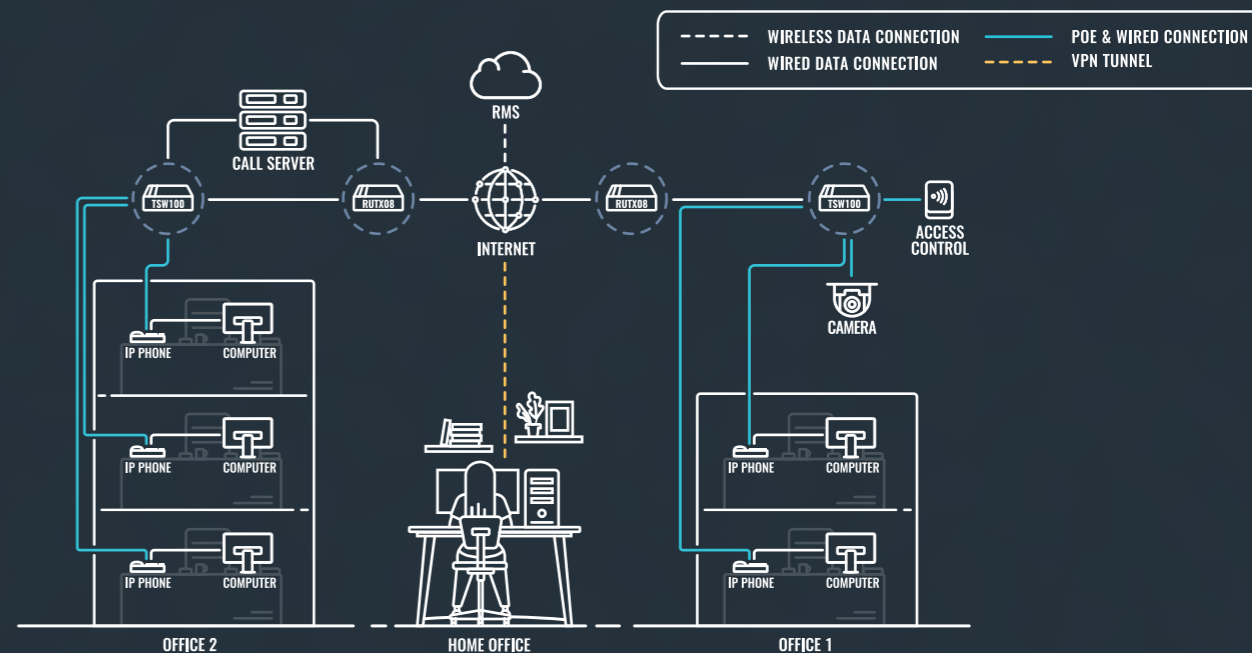 WIRELESS DATA CONNECTION
POE & WIRED CONNECTION
WIRED DATA CONNECTION
VPN TUNNEL
RMS
CALL SERVER
TSW100
RUTX08
RUTX08
TSW100
INTERNET
ACCESS
CONTROL
CAMERA
IP PHONE
COMPUTER
IP PHONE
COMPUTER
IP PHONE
COMPUTER
IP PHONE
COMPUTER
IP PHONE
COMPUTER
OFFICE 2
HOME OFFICE
OFFICE 1